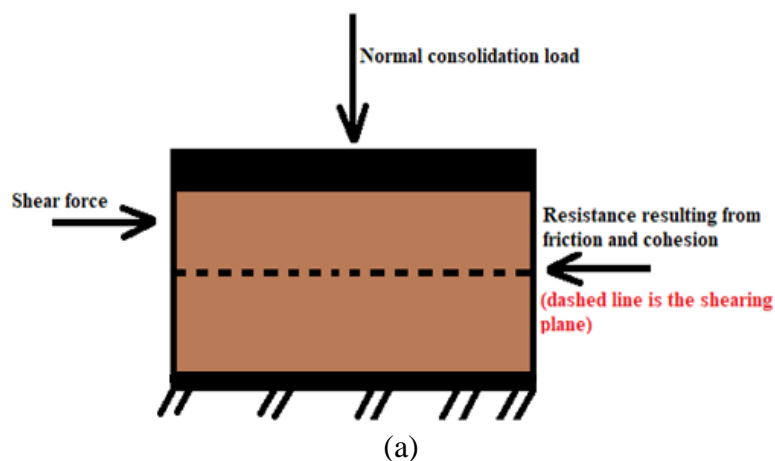 Normal consolidation load
Shear force
Resistance resulting from
friction and cohesion
(dashed line is the shearing
plane)
(a)